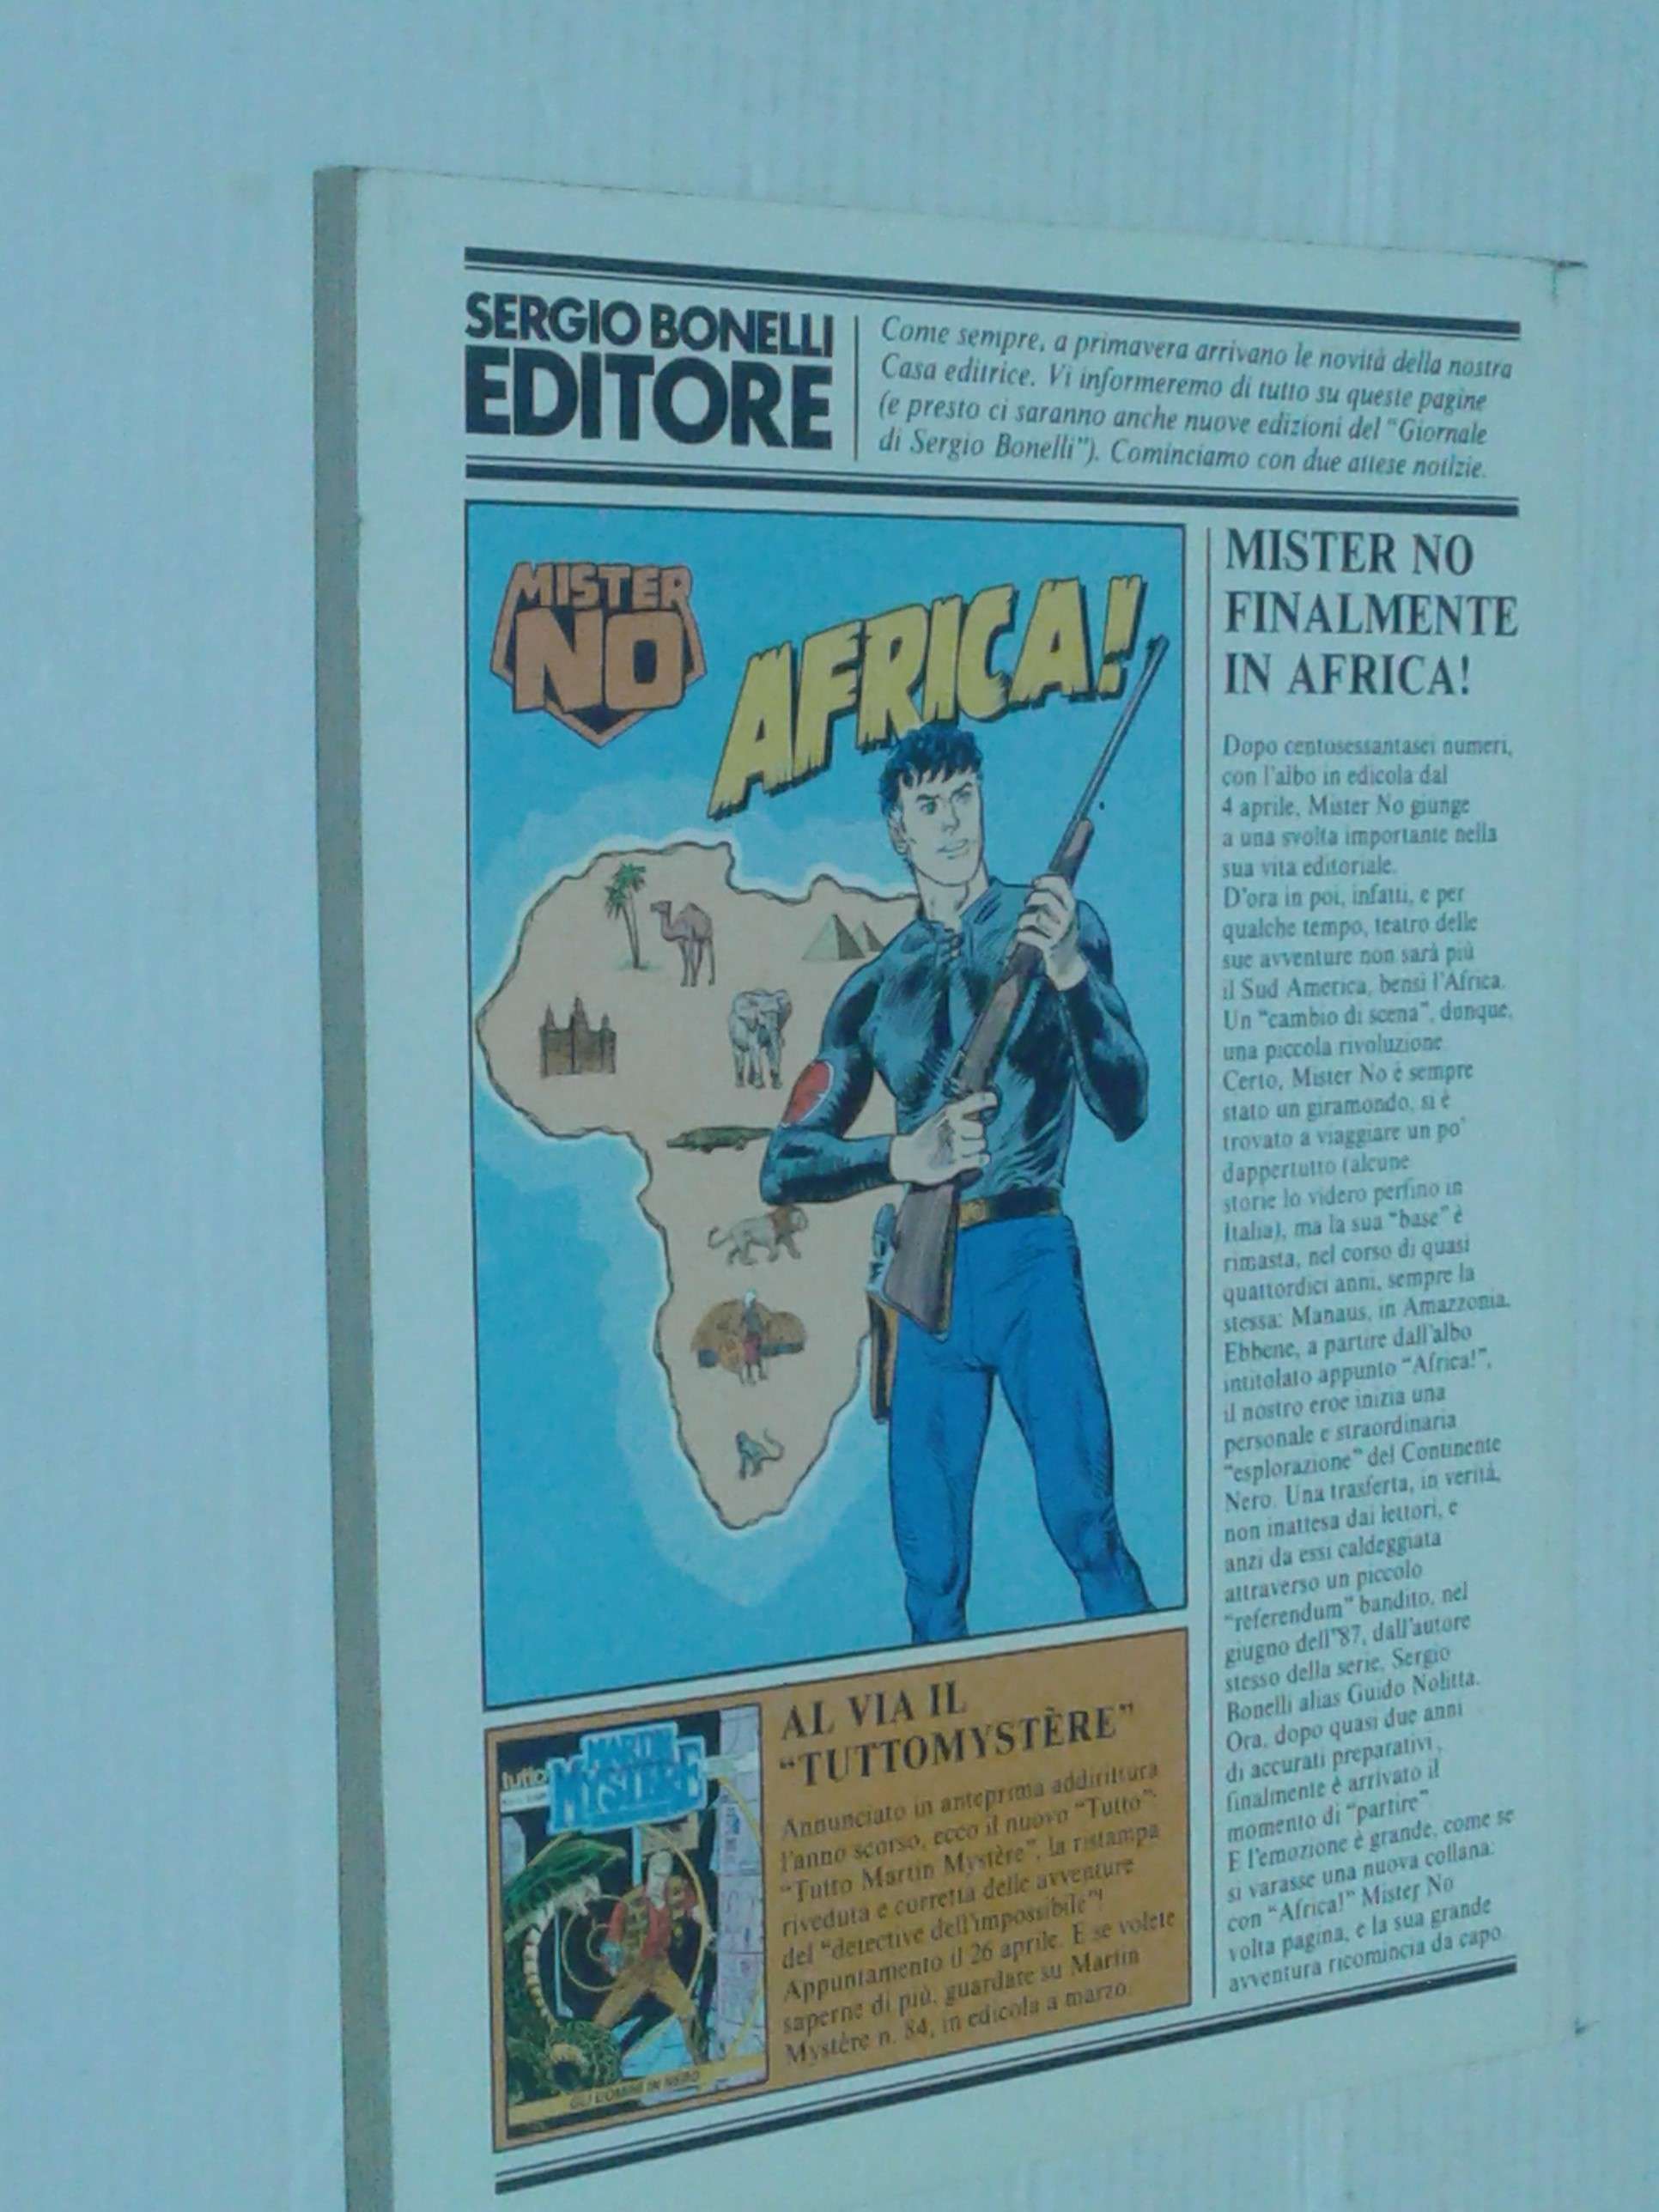 SERGIO BONELLI
EDITORE
Come sempre, a primavera arrivano le novità della nostra
Casa editrice. Vi informeremo di tutto su queste pagine
(e presto ci saranno anche nuove edizioni del "Giornale
di Sergio Bonelli"). Cominciamo con due attese notizie.
MISTER
NO
AFRICA!
MISTER NO
FINALMENTE
IN AFRICA!
Dopo centosessantasei numeri,
con l'albo in edicola dal
4 aprile, Mister No giunge
a una svolta importante nella
sua vita editoriale.
D'ora in poi, infatti, e per
qualche tempo, teatro delle
sue avventure non sarà più
il Sud America, bensì l'Africa.
Un "cambio di scena", dunque,
una piccola rivoluzione.
Certo, Mister No è sempre
stato un giramondo, si è
trovato a viaggiare un po'
dappertutto (alcune
storie lo videro perfino in
Italia), ma la sua "base" è
rimasta, nel corso di quasi
quattordici anni, sempre la
stessa: Manaus, in Amazzonia.
Ebbene, a partire dall'albo
intitolato appunto "Africa!",
il nostro eroe inizia una
personale e straordinaria
"esplorazione" del Continente
Nero. Una trasferta, in verità,
non inattesa dai lettori, e
anzi da essi caldeggiata
attraverso un piccolo
"referendum" bandito, nel
giugno dell'87, dall'autore
stesso della serie, Sergio
Bonelli alias Guido Nolitta.
Ora, dopo quasi due anni
di accurati preparativi,
finalmente è arrivato il
momento di "partire".
E l'emozione è grande, come se
si varasse una nuova collana:
con "Africa!" Mister No
volta pagina, e la sua grande
avventura ricomincia da capo.
tutto
MARTIN
MYSTÈRE
GLI UOMINI IN NERO
AL VIA IL
"TUTTOMYSTÈRE"
Annunciato in anteprima addirittura
l'anno scorso, ecco il nuovo "Tutto":
"Tutto Martin Mystère", la ristampa
riveduta e corretta delle avventure
del "detective dell'impossibile"!
Appuntamento il 26 aprile. E se volete
saperne di più, guardate su Martin
Mystère n. 84, in edicola a marzo.